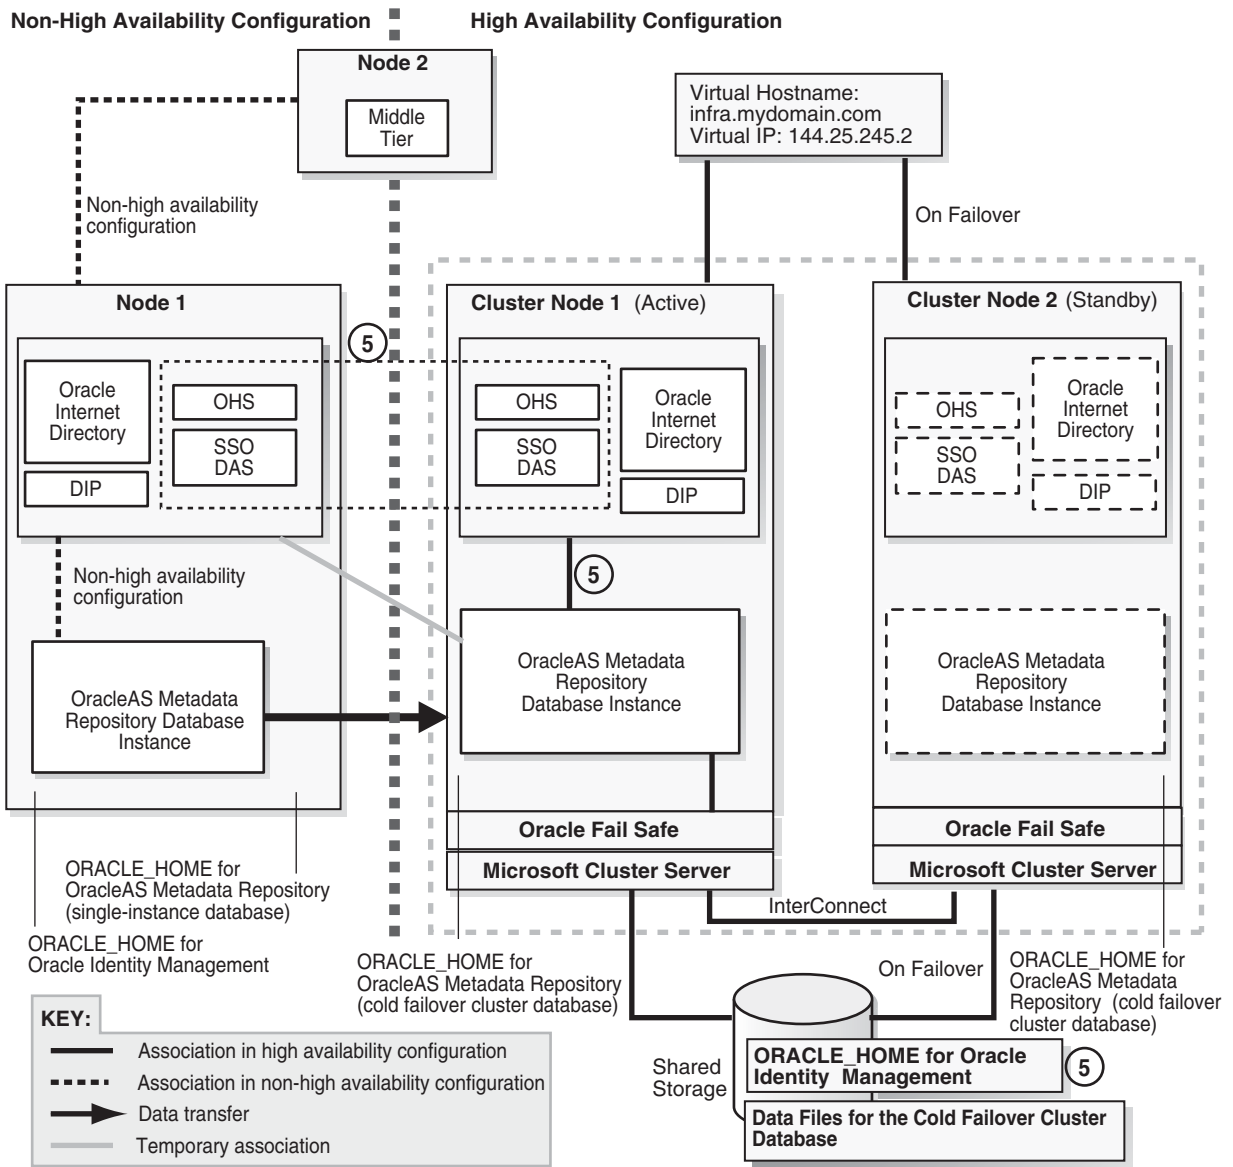 Non-High Availability Configuration
High Availability Configuration
Node 2
Middle
Tier
Virtual Hostname:
infra.mydomain.com
Virtual IP: 144.25.245.2
Non-high availability
configuration
On Failover
Node 1
Cluster Node 1 (Active)
Cluster Node 2 (Standby)
5
Oracle
Internet
Directory
DIP
OHS
SSO
DAS
OHS
SSO
DAS
Oracle
Internet
Directory
DIP
OHS
SSO
DAS
Oracle
Internet
Directory
DIP
Non-high availability
configuration
5
OracleAS Metadata
Repository Database
Instance
OracleAS Metadata
Repository
Database Instance
OracleAS Metadata
Repository
Database Instance
Oracle Fail Safe
Microsoft Cluster Server
Oracle Fail Safe
Microsoft Cluster Server
InterConnect
ORACLE_HOME for
OracleAS Metadata Repository
(single-instance database)
ORACLE_HOME for
Oracle Identity Management
ORACLE_HOME for
OracleAS Metadata Repository
(cold failover cluster database)
On Failover
ORACLE_HOME for
OracleAS Metadata
Repository (cold failover
cluster database)
Shared
Storage
ORACLE_HOME for Oracle
Identity Management
5
Data Files for the Cold Failover Cluster
Database
KEY:
Association in high availability configuration
Association in non-high availability configuration
Data transfer
Temporary association